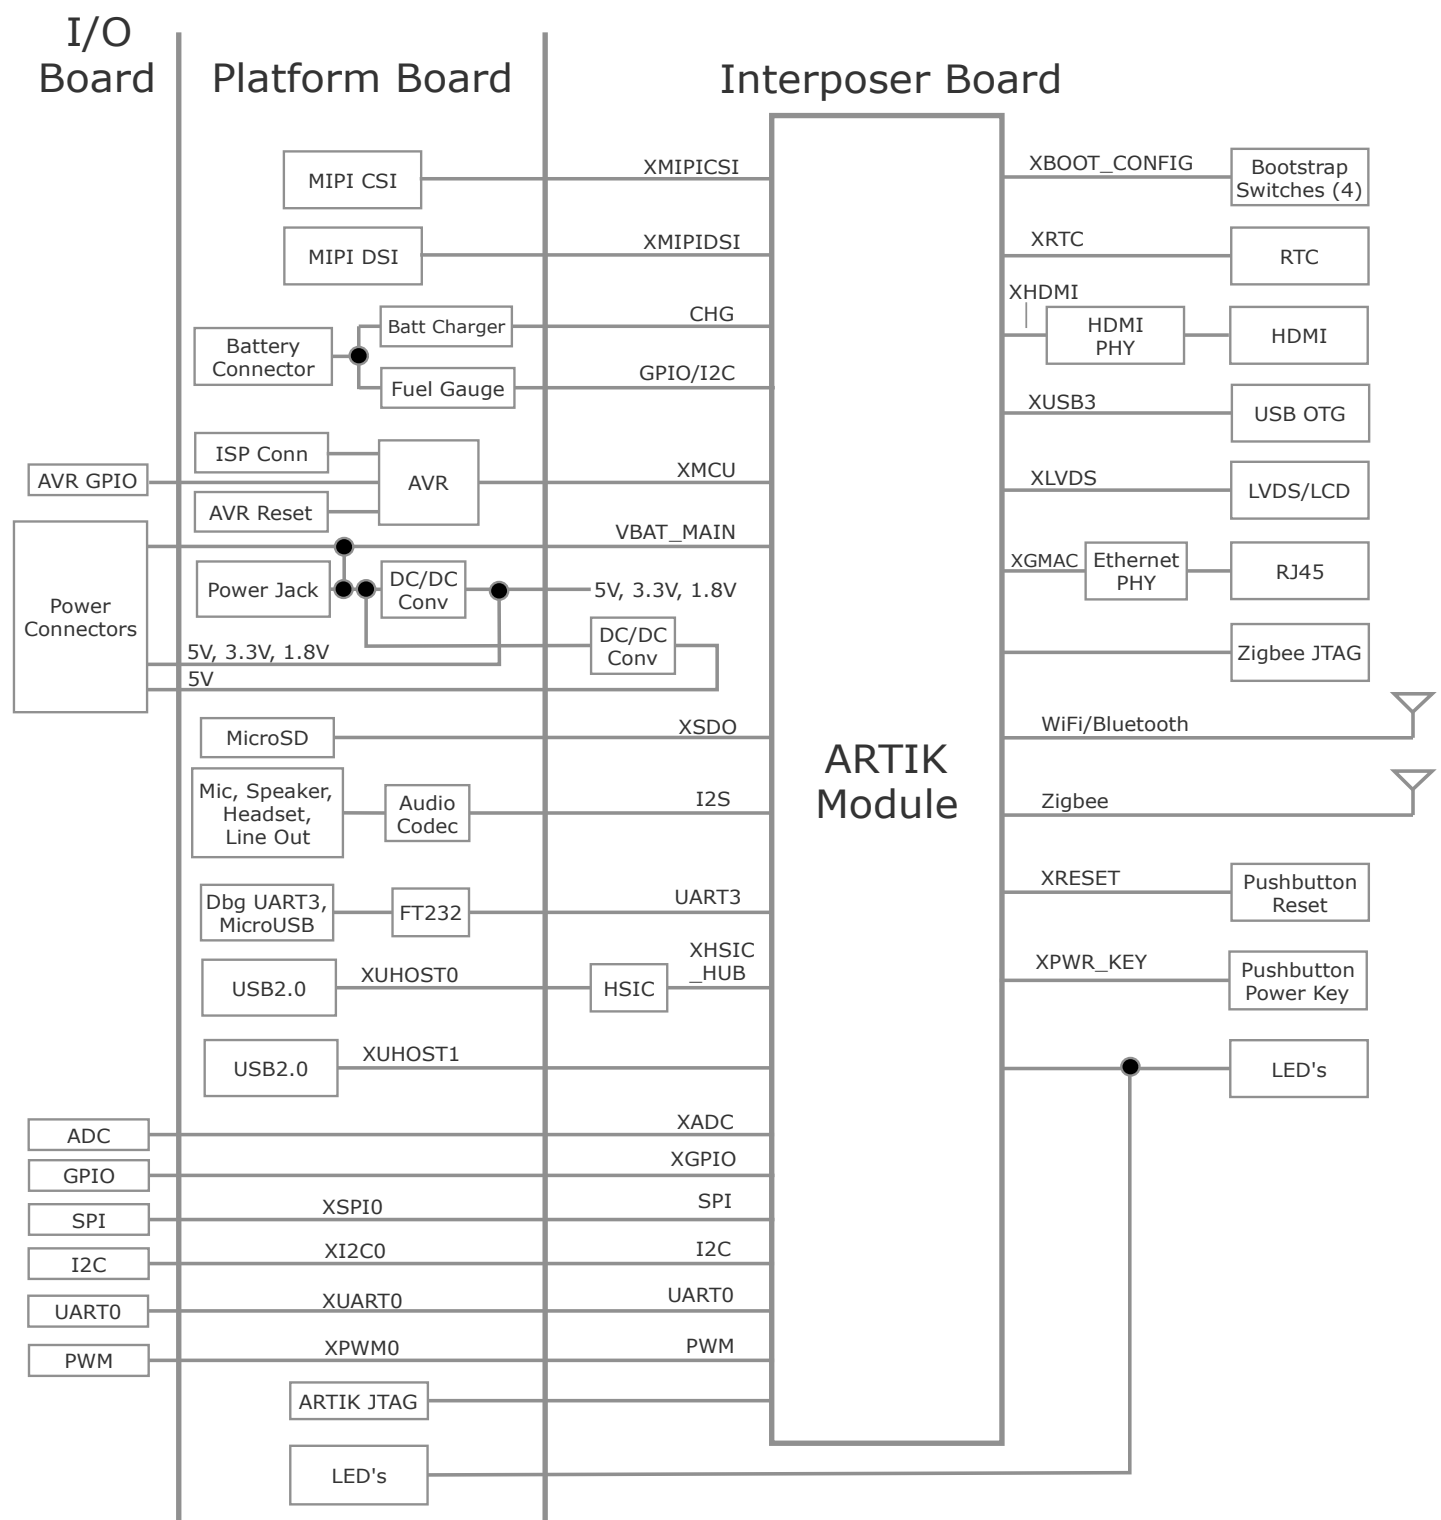 I/O
Board
Platform Board
Interposer Board
MIPI CSI
XMIPICSI
MIPI DSI
XMIPIDSI
Battery
Connector
Batt Charger
CHG
Fuel Gauge
GPIO/I2C
ISP Conn
AVR GPIO
AVR
XMCU
AVR Reset
VBAT_MAIN
Power
Connectors
Power Jack
DC/DC
Conv
5V, 3.3V, 1.8V
DC/DC
Conv
5V, 3.3V, 1.8V
5V
MicroSD
XSDO
Mic, Speaker,
Headset,
Line Out
Audio
Codec
I2S
Dbg UART3,
MicroUSB
FT232
UART3
USB2.0
XUHOST0
HSIC
XHSIC
_HUB
USB2.0
XUHOST1
ADC
XADC
GPIO
XGPIO
SPI
XSPI0
SPI
I2C
XI2C0
I2C
UART0
XUART0
UART0
PWM
XPWM0
PWM
ARTIK JTAG
LED's
ARTIK
Module
XBOOT_CONFIG
Bootstrap
Switches (4)
XRTC
RTC
XHDMI
HDMI
PHY
HDMI
XUSB3
USB OTG
XLVDS
LVDS/LCD
XGMAC
Ethernet
PHY
RJ45
Zigbee JTAG
WiFi/Bluetooth
Zigbee
XRESET
Pushbutton
Reset
XPWR_KEY
Pushbutton
Power Key
LED's